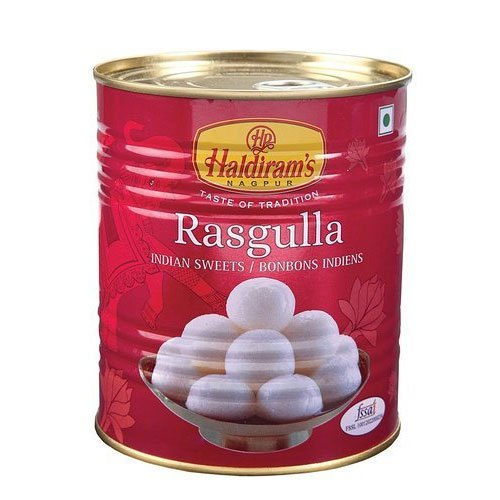 HR
Haldiram's
NAGPUR
TASTE OF TRADITION
Rasgulla
INDIAN SWEETS / BONBONS INDIENS
fssai